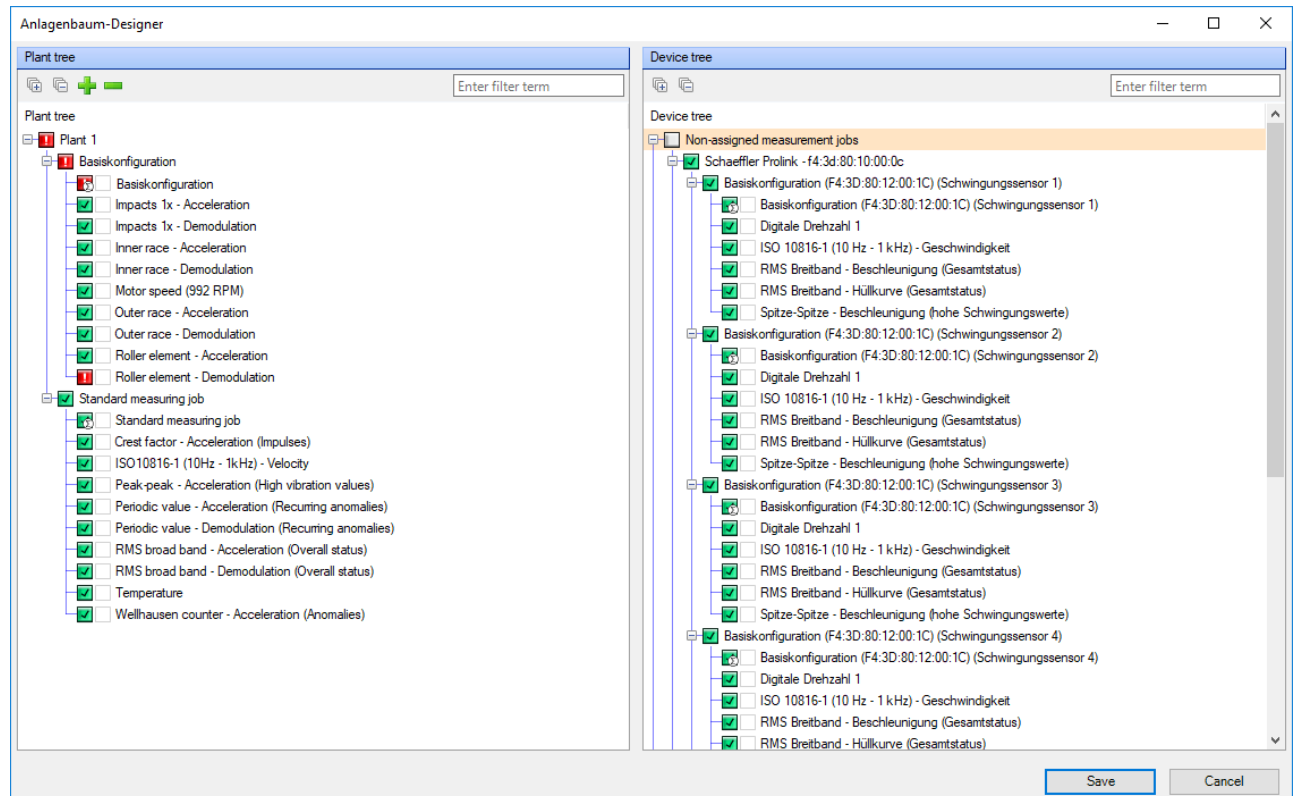 Anlagenbaum-Designer
Plant tree
Enter filter term
Plant tree
Plant 1
Basiskonfiguration
Basiskonfiguration
Impacts 1x - Acceleration
Impacts 1x - Demodulation
Inner race - Acceleration
Inner race - Demodulation
Motor speed (992 RPM)
Outer race - Acceleration
Outer race - Demodulation
Roller element - Acceleration
Roller element - Demodulation
Standard measuring job
Standard measuring job
Crest factor - Acceleration (Impulses)
ISO10816-1 (10Hz - 1kHz) - Velocity
Peak-peak - Acceleration (High vibration values)
Periodic value - Acceleration (Recurring anomalies)
Periodic value - Demodulation (Recurring anomalies)
RMS broad band - Acceleration (Overall status)
RMS broad band - Demodulation (Overall status)
Temperature
Wellhausen counter - Acceleration (Anomalies)
Device tree
Enter filter term
Device tree
Non-assigned measurement jobs
Schaeffler Prolink - f4:3d:80:10:00:0c
Basiskonfiguration (F4:3D:80:12:00:1C) (Schwingungssensor 1)
Basiskonfiguration (F4:3D:80:12:00:1C) (Schwingungssensor 1)
Digitale Drehzahl 1
ISO 10816-1 (10 Hz - 1 kHz) - Geschwindigkeit
RMS Breitband - Beschleunigung (Gesamtstatus)
RMS Breitband - Hüllkurve (Gesamtstatus)
Spitze-Spitze - Beschleunigung (hohe Schwingungswerte)
Basiskonfiguration (F4:3D:80:12:00:1C) (Schwingungssensor 2)
Basiskonfiguration (F4:3D:80:12:00:1C) (Schwingungssensor 2)
Digitale Drehzahl 1
ISO 10816-1 (10 Hz - 1 kHz) - Geschwindigkeit
RMS Breitband - Beschleunigung (Gesamtstatus)
RMS Breitband - Hüllkurve (Gesamtstatus)
Spitze-Spitze - Beschleunigung (hohe Schwingungswerte)
Basiskonfiguration (F4:3D:80:12:00:1C) (Schwingungssensor 3)
Basiskonfiguration (F4:3D:80:12:00:1C) (Schwingungssensor 3)
Digitale Drehzahl 1
ISO 10816-1 (10 Hz - 1 kHz) - Geschwindigkeit
RMS Breitband - Beschleunigung (Gesamtstatus)
RMS Breitband - Hüllkurve (Gesamtstatus)
Spitze-Spitze - Beschleunigung (hohe Schwingungswerte)
Basiskonfiguration (F4:3D:80:12:00:1C) (Schwingungssensor 4)
Basiskonfiguration (F4:3D:80:12:00:1C) (Schwingungssensor 4)
Digitale Drehzahl 1
ISO 10816-1 (10 Hz - 1 kHz) - Geschwindigkeit
RMS Breitband - Beschleunigung (Gesamtstatus)
RMS Breitband - Hüllkurve (Gesamtstatus)
Save
Cancel